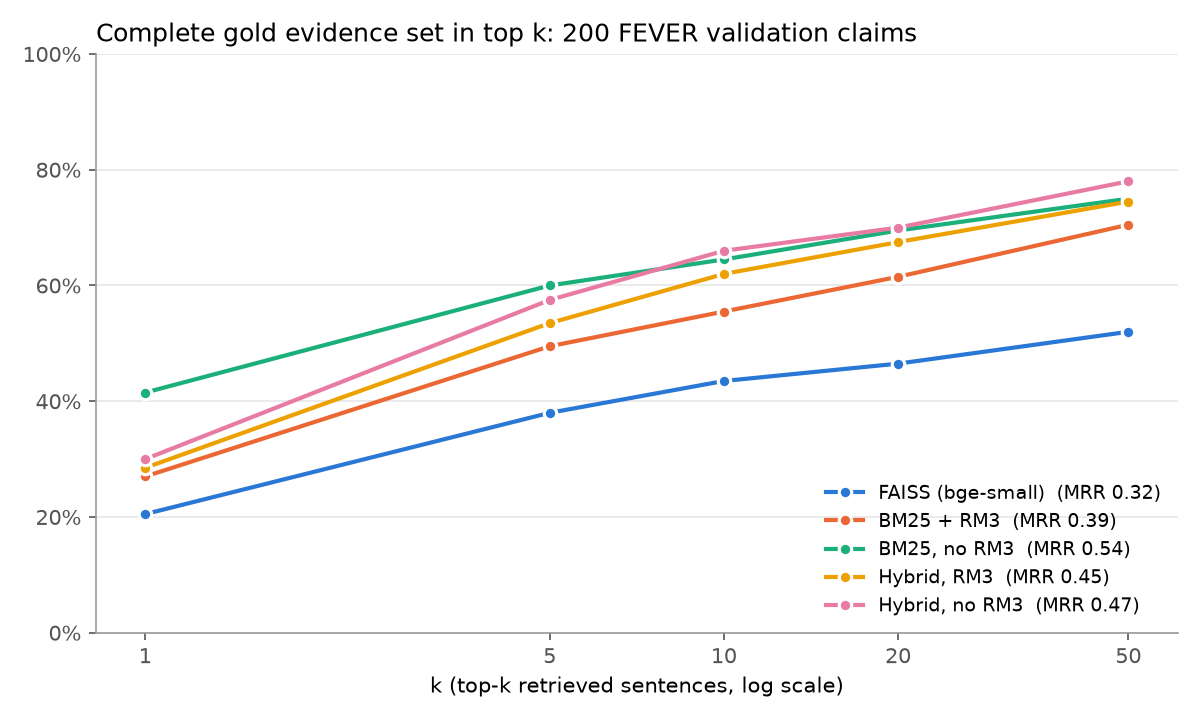 Complete gold evidence set in top k: 200 FEVER validation claims
100%
80%
60%
40%
20%
0%
FAISS (bge-small)  (MRR 0.32)
BM25 + RM3  (MRR 0.39)
BM25, no RM3  (MRR 0.54)
Hybrid, RM3  (MRR 0.45)
Hybrid, no RM3  (MRR 0.47)
1 5 10 20 50
k (top-k retrieved sentences, log scale)